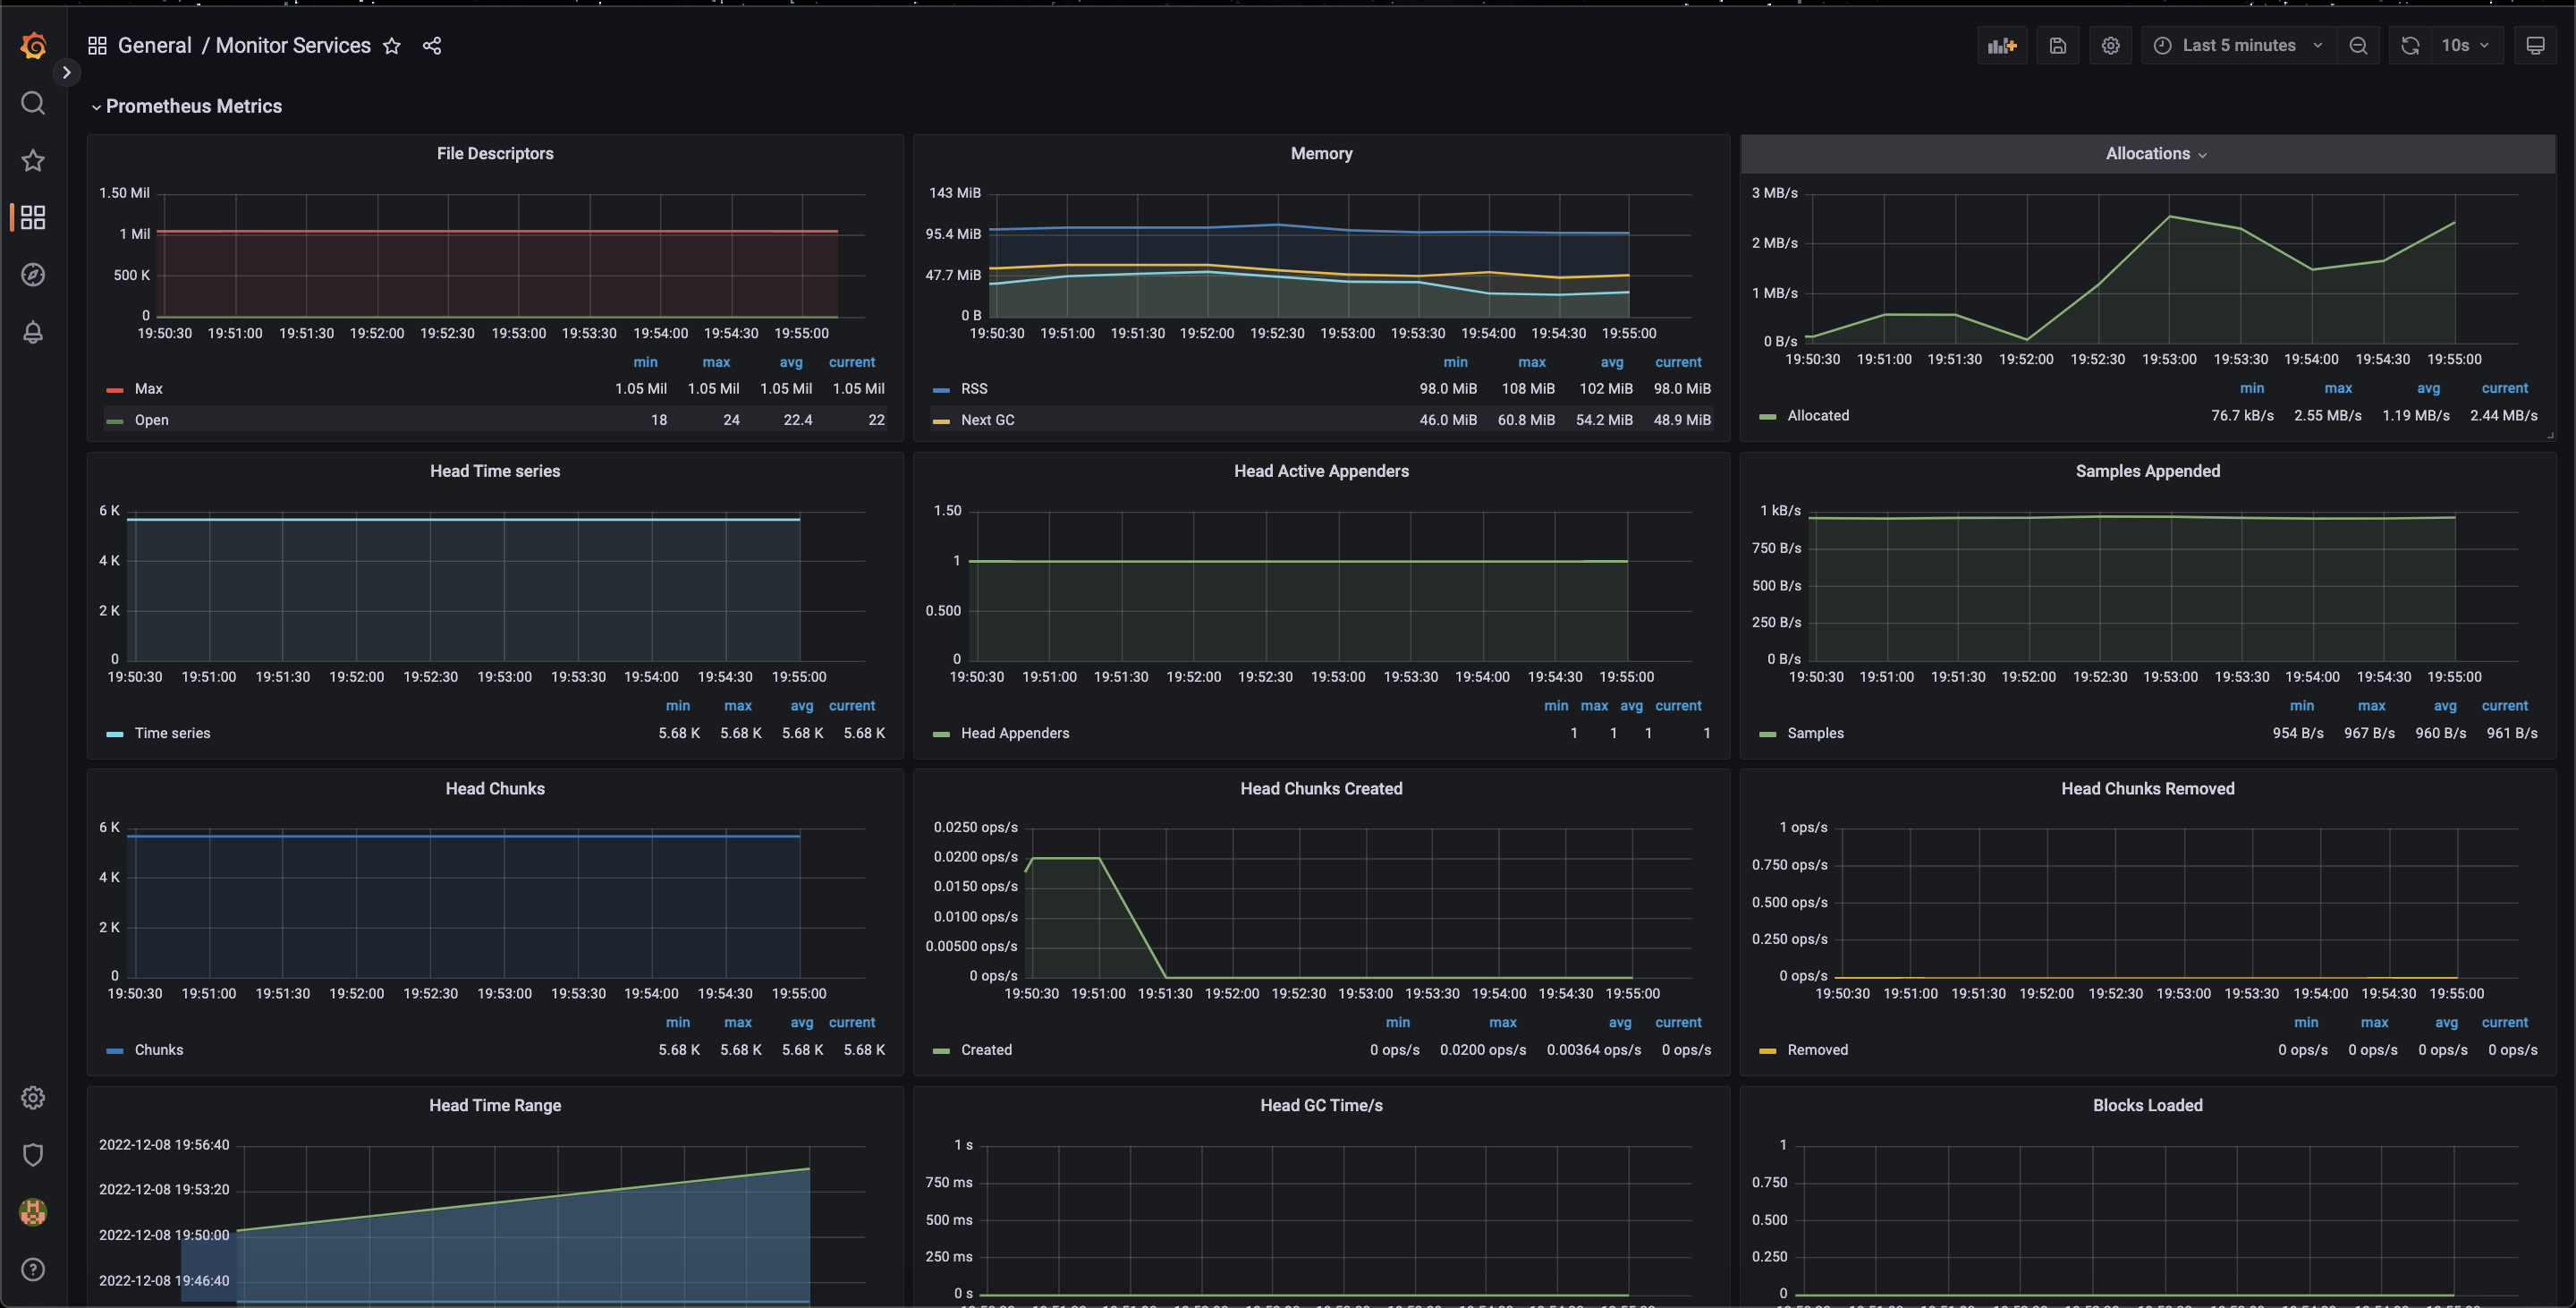 General / Monitor Services
Last 5 minutes
10s
Prometheus Metrics
File Descriptors
1.50 Mil
1 Mil
500 K
0
19:50:30 19:51:00 19:51:30 19:52:00 19:52:30 19:53:00 19:53:30 19:54:00 19:54:30 19:55:00
min max avg current
Max 1.05 Mil 1.05 Mil 1.05 Mil 1.05 Mil
Open 18 24 22.4 22
Memory
143 MiB
95.4 MiB
47.7 MiB
0 B
19:50:30 19:51:00 19:51:30 19:52:00 19:52:30 19:53:00 19:53:30 19:54:00 19:54:30 19:55:00
min max avg current
RSS 98.0 MiB 108 MiB 102 MiB 98.0 MiB
Next GC 46.0 MiB 60.8 MiB 54.2 MiB 48.9 MiB
Allocations
3 MB/s
2 MB/s
1 MB/s
0 B/s
19:50:30 19:51:00 19:51:30 19:52:00 19:52:30 19:53:00 19:53:30 19:54:00 19:54:30 19:55:00
min max avg current
Allocated 76.7 kB/s 2.55 MB/s 1.19 MB/s 2.44 MB/s
Head Time series
6 K
4 K
2 K
0
19:50:30 19:51:00 19:51:30 19:52:00 19:52:30 19:53:00 19:53:30 19:54:00 19:54:30 19:55:00
min max avg current
Time series 5.68 K 5.68 K 5.68 K 5.68 K
Head Active Appenders
1.50
1
0.500
0
19:50:30 19:51:00 19:51:30 19:52:00 19:52:30 19:53:00 19:53:30 19:54:00 19:54:30 19:55:00
min max avg current
Head Appenders 1 1 1 1
Samples Appended
1 kB/s
750 B/s
500 B/s
250 B/s
0 B/s
19:50:30 19:51:00 19:51:30 19:52:00 19:52:30 19:53:00 19:53:30 19:54:00 19:54:30 19:55:00
min max avg current
Samples 954 B/s 967 B/s 960 B/s 961 B/s
Head Chunks
6 K
4 K
2 K
0
19:50:30 19:51:00 19:51:30 19:52:00 19:52:30 19:53:00 19:53:30 19:54:00 19:54:30 19:55:00
min max avg current
Chunks 5.68 K 5.68 K 5.68 K 5.68 K
Head Chunks Created
0.0250 ops/s
0.0200 ops/s
0.0150 ops/s
0.0100 ops/s
0.00500 ops/s
0 ops/s
19:50:30 19:51:00 19:51:30 19:52:00 19:52:30 19:53:00 19:53:30 19:54:00 19:54:30 19:55:00
min max avg current
Created 0 ops/s 0.0200 ops/s 0.00364 ops/s 0 ops/s
Head Chunks Removed
1 ops/s
0.750 ops/s
0.500 ops/s
0.250 ops/s
0 ops/s
19:50:30 19:51:00 19:51:30 19:52:00 19:52:30 19:53:00 19:53:30 19:54:00 19:54:30 19:55:00
min max avg current
Removed 0 ops/s 0 ops/s 0 ops/s 0 ops/s
Head Time Range
2022-12-08 19:56:40
2022-12-08 19:53:20
2022-12-08 19:50:00
2022-12-08 19:46:40
Head GC Time/s
1 s
750 ms
500 ms
250 ms
0 s
Blocks Loaded
1
0.750
0.500
0.250
0